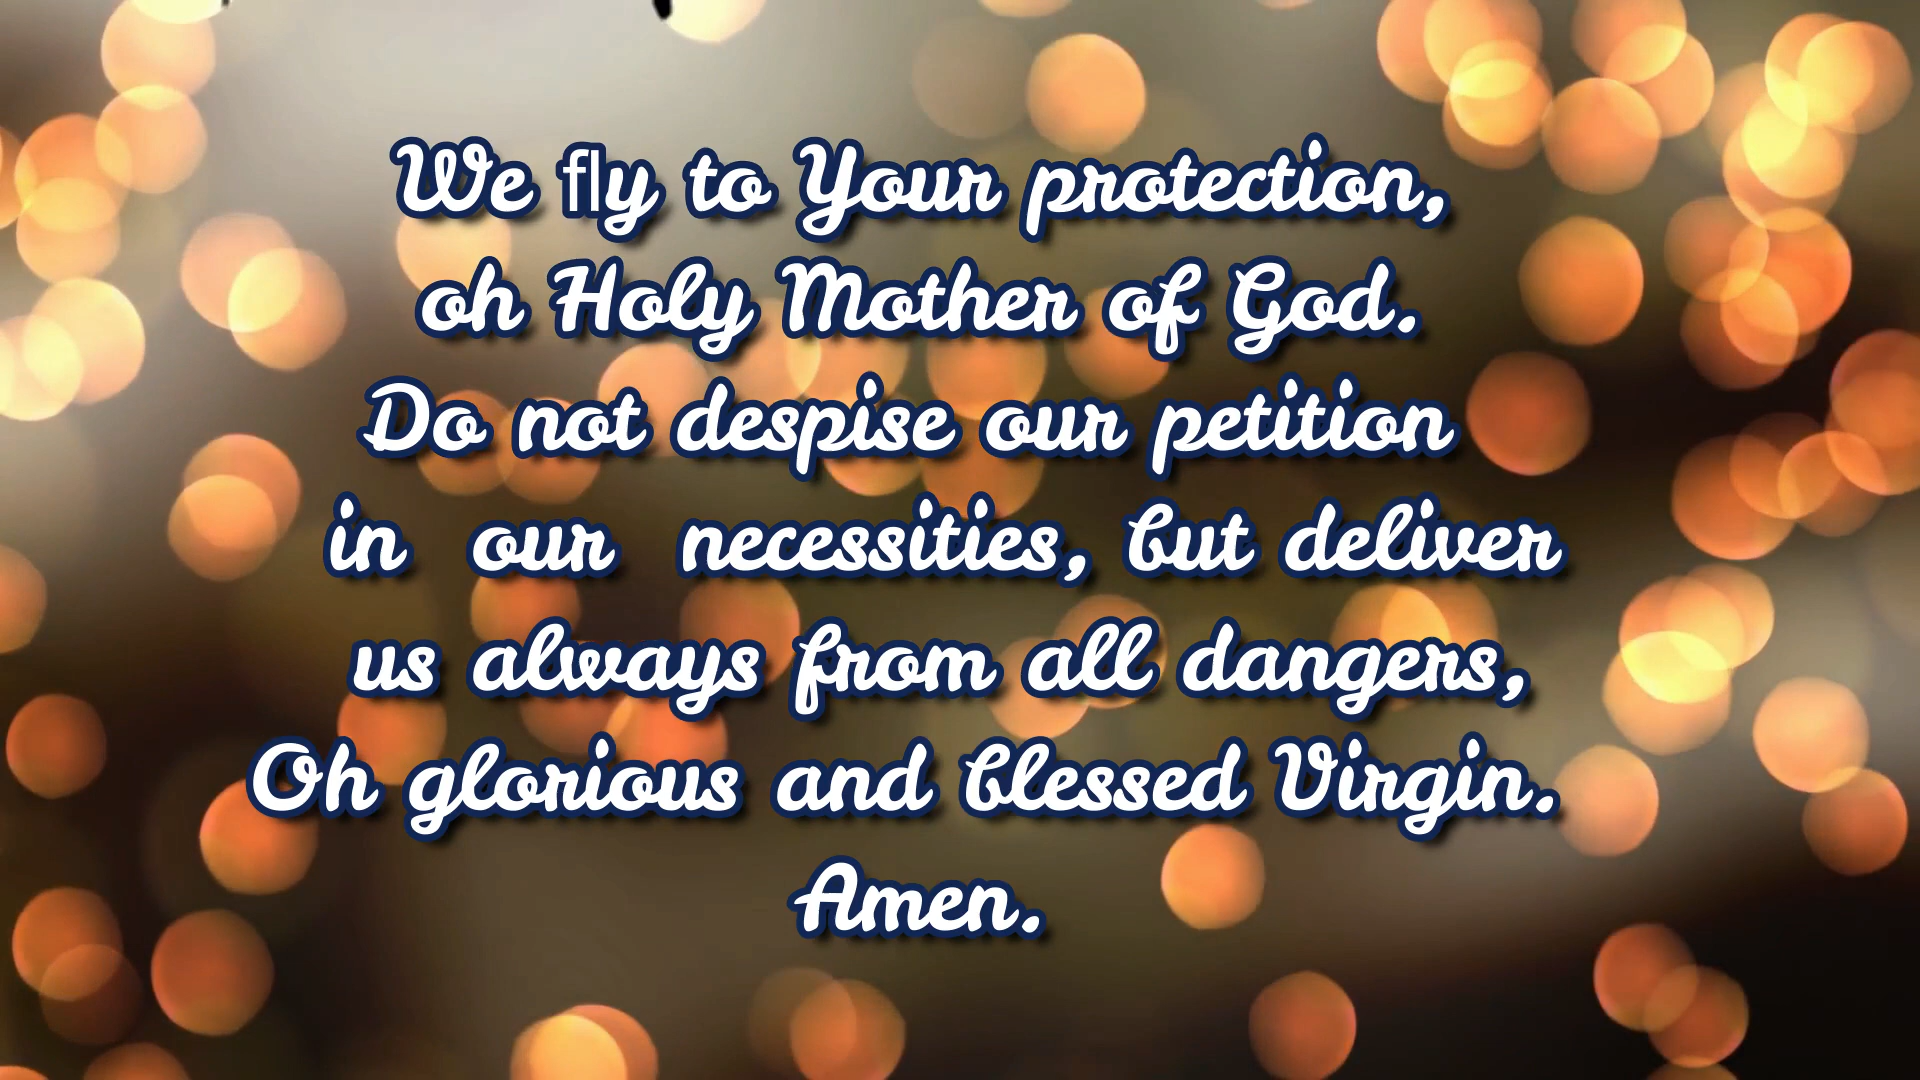 We fly to Your protection,
oh Holy Mother of God.
Do not despise our petition
in our necessities, but deliver
us always from all dangers,
Oh glorious and blessed Virgin.
Amen.